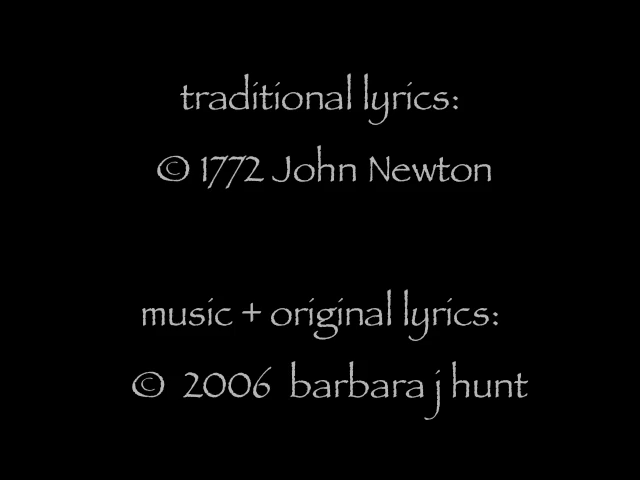 traditional lyrics:
© 1772 John Newton
music + original lyrics:
© 2006 barbara j hunt